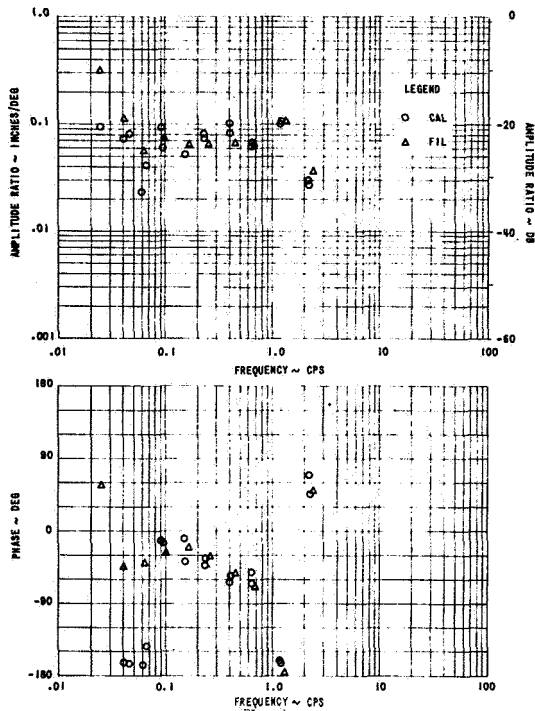 1.0
0.1
.01
.001
AMPLITUDE RATIO ~ INCHES/DEG
0
-20
-40
-60
AMPLITUDE RATIO ~ DB
LEGEND
CAL
FIL
.01
0.1
1.0
10
100
FREQUENCY ~ CPS
180
90
0
-90
-180
PHASE ~ DEG
.01
0.1
1.0
10
100
FREQUENCY ~ CPS